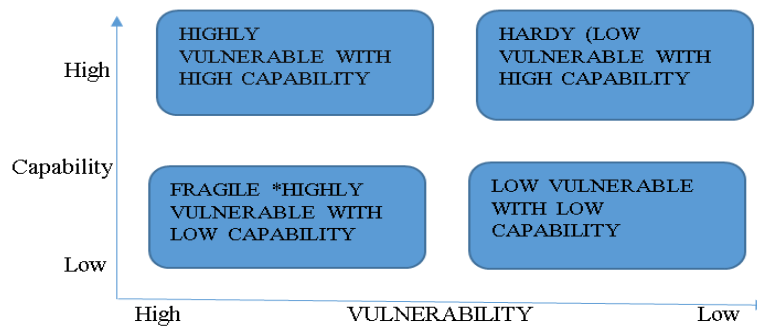 HIGHLY
VULNERABLE WITH
HIGH CAPABILITY
HARDY (LOW
VULNERABLE WITH
HIGH CAPABILITY
High
Capability
FRAGILE *HIGHLY
VULNERABLE WITH
LOW CAPABILITY
LOW VULNERABLE
WITH LOW
CAPABILITY
Low
High VULNERABILITY Low